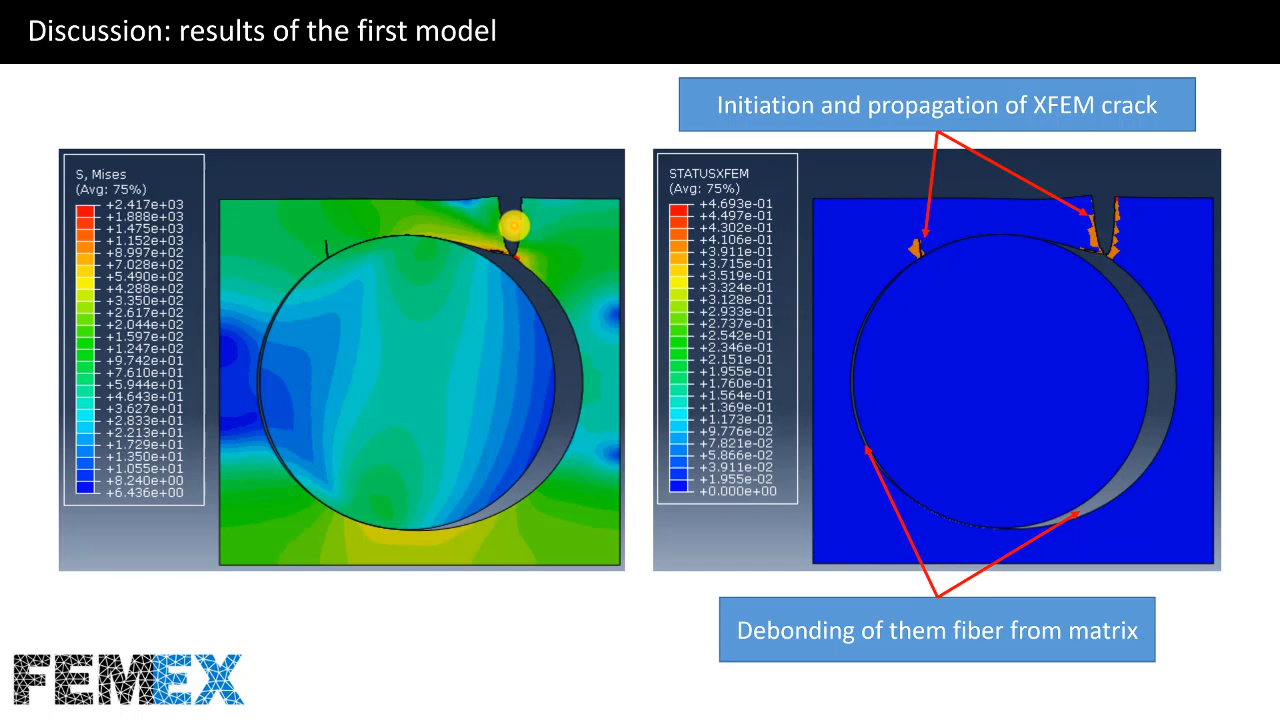 Discussion: results of the first model
Initiation and propagation of XFEM crack
S, Mises
(Avg: 75%)
+2.417e+03
+1.888e+03
+1.475e+03
+1.152e+03
+8.997e+02
+7.028e+02
+5.490e+02
+4.288e+02
+3.350e+02
+2.617e+02
+2.044e+02
+1.597e+02
+1.247e+02
+9.742e+01
+7.610e+01
+5.944e+01
+4.643e+01
+3.627e+01
+2.833e+01
+2.213e+01
+1.729e+01
+1.350e+01
+1.055e+01
+8.240e+00
+6.436e+00
STATUSXFEM
(Avg: 75%)
+4.693e-01
+4.497e-01
+4.302e-01
+4.106e-01
+3.911e-01
+3.715e-01
+3.519e-01
+3.324e-01
+3.128e-01
+2.933e-01
+2.737e-01
+2.542e-01
+2.346e-01
+2.151e-01
+1.955e-01
+1.760e-01
+1.564e-01
+1.369e-01
+1.173e-01
+9.776e-02
+7.821e-02
+5.866e-02
+3.911e-02
+1.955e-02
+0.000e+00
Debonding of them fiber from matrix
FEMEX